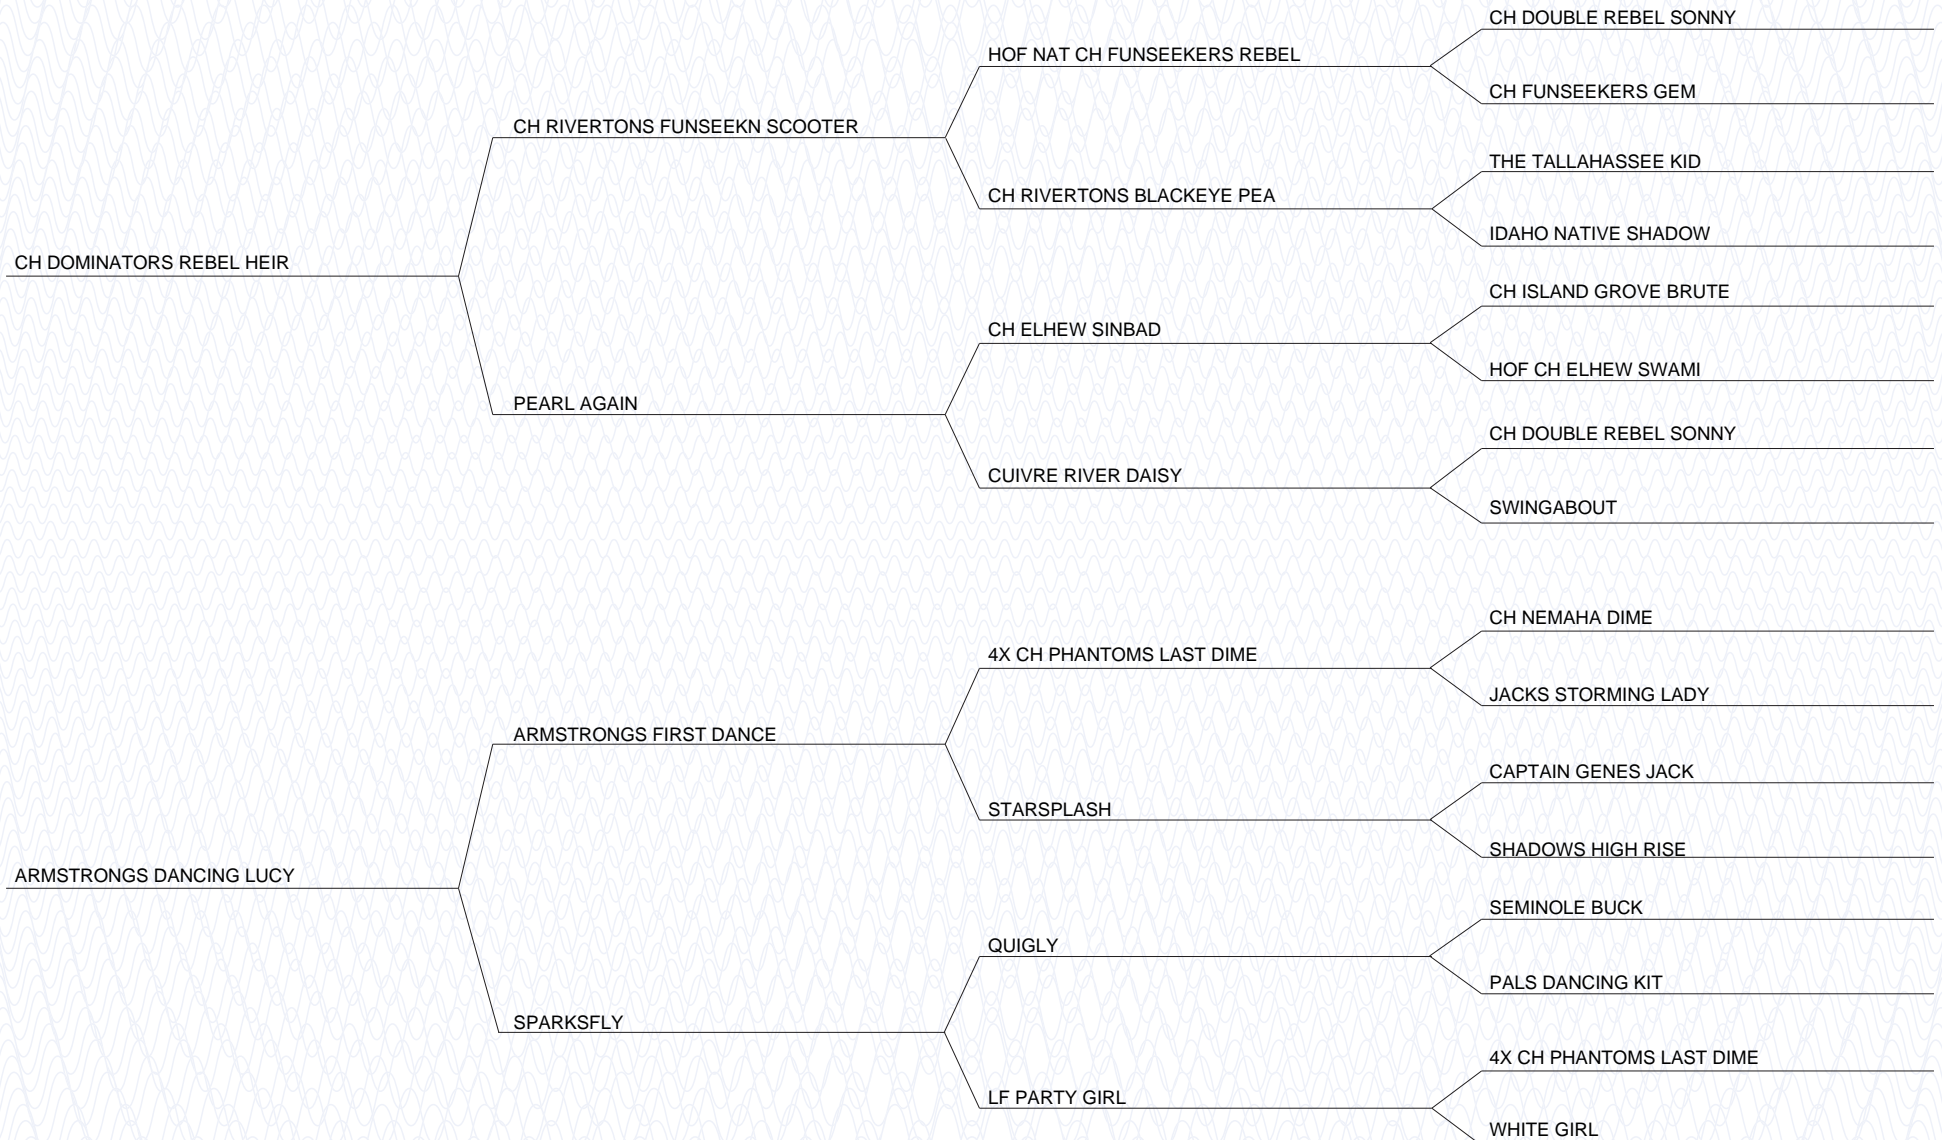 CH DOUBLE REBEL SONNY
HOF NAT CH FUNSEEKERS REBEL
CH FUNSEEKERS GEM
CH RIVERTONS FUNSEEKN SCOOTER
THE TALLAHASSEE KID
CH RIVERTONS BLACKEYE PEA
IDAHO NATIVE SHADOW
CH DOMINATORS REBEL HEIR
CH ISLAND GROVE BRUTE
CH ELHEW SINBAD
HOF CH ELHEW SWAMI
PEARL AGAIN
CH DOUBLE REBEL SONNY
CUIVRE RIVER DAISY
SWINGABOUT
CH NEMAHA DIME
4X CH PHANTOMS LAST DIME
JACKS STORMING LADY
ARMSTRONGS FIRST DANCE
CAPTAIN GENES JACK
STARSPLASH
SHADOWS HIGH RISE
ARMSTRONGS DANCING LUCY
SEMINOLE BUCK
QUIGLY
PALS DANCING KIT
SPARKSFLY
4X CH PHANTOMS LAST DIME
LF PARTY GIRL
WHITE GIRL